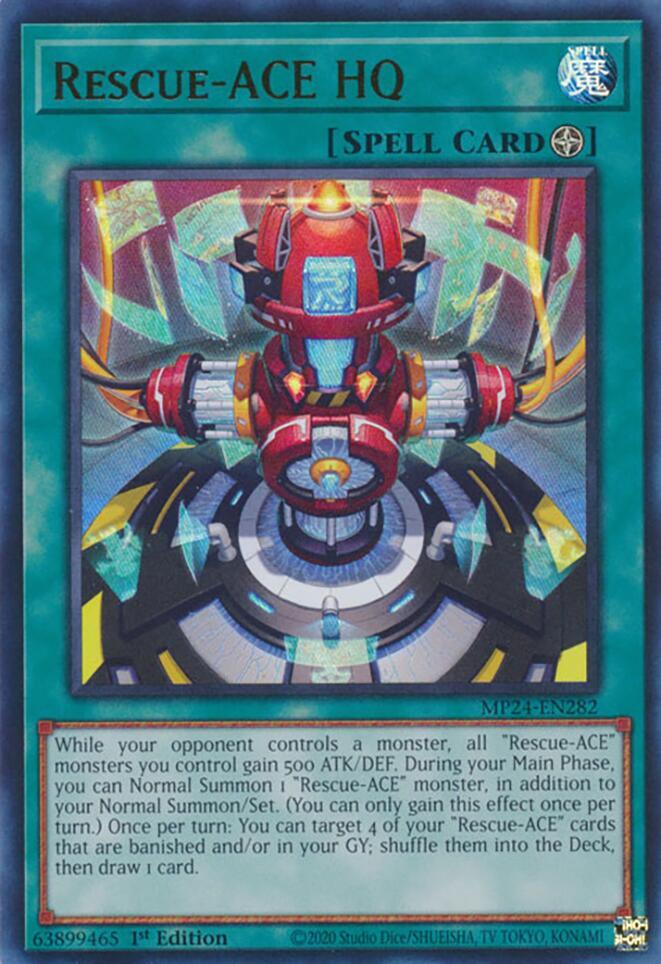 RESCUE-ACE HQ
SPELL
魔
[SPELL CARD]
MP24-EN282
While your opponent controls a monster, all "Rescue-ACE"
monsters you control gain 500 ATK/DEF. During your Main Phase,
you can Normal Summon 1 "Rescue-ACE" monster, in addition to
your Normal Summon/Set. (You can only gain this effect once per
turn.) Once per turn: You can target 4 of your "Rescue-ACE" cards
that are banished and/or in your GY; shuffle them into the Deck,
then draw 1 card.
63899465 1st Edition
©2020 Studio Dice/SHUEISHA, TV TOKYO, KONAMI